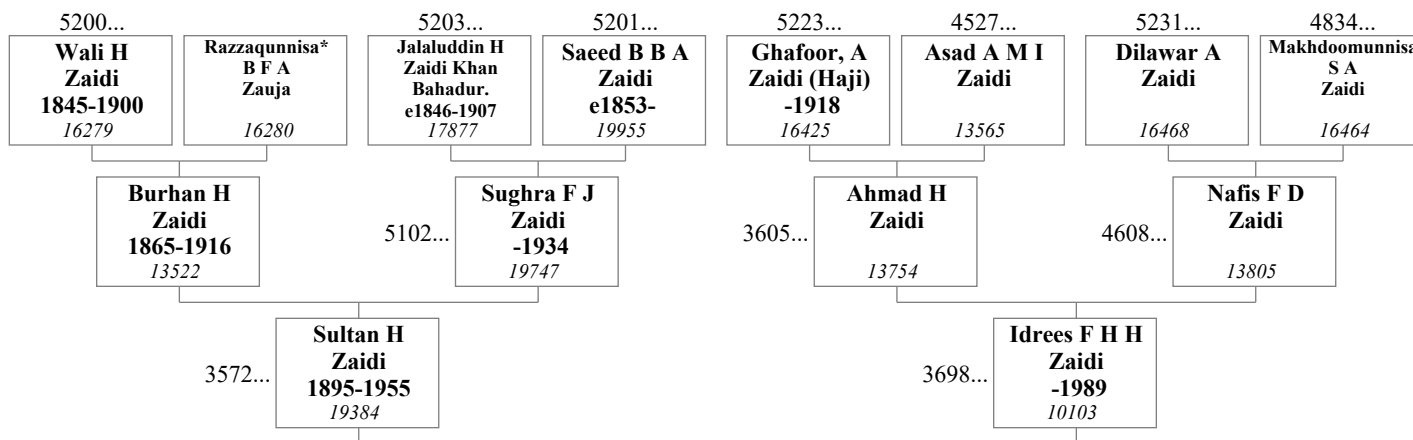 5200...
5203...
5201...
5223...
4527...
5231...
4834...
Wali H
Zaidi
1845-1900
16279
Razzaqunnisa*
B F A
Zauja
16280
Jalaluddin H
Zaidi Khan
Bahadur.
e1846-1907
17877
Saeed B B A
Zaidi
e1853-
19955
Ghafoor, A
Zaidi (Haji)
-1918
16425
Asad A M I
Zaidi
13565
Dilawar A
Zaidi
16468
Makhdoomunnisa
S A
Zaidi
16464
Burhan H
Zaidi
1865-1916
13522
5102...
Sughra F J
Zaidi
-1934
19747
3605...
Ahmad H
Zaidi
13754
4608...
Nafis F D
Zaidi
13805
3572...
Sultan H
Zaidi
1895-1955
19384
3698...
Idrees F H H
Zaidi
-1989
10103